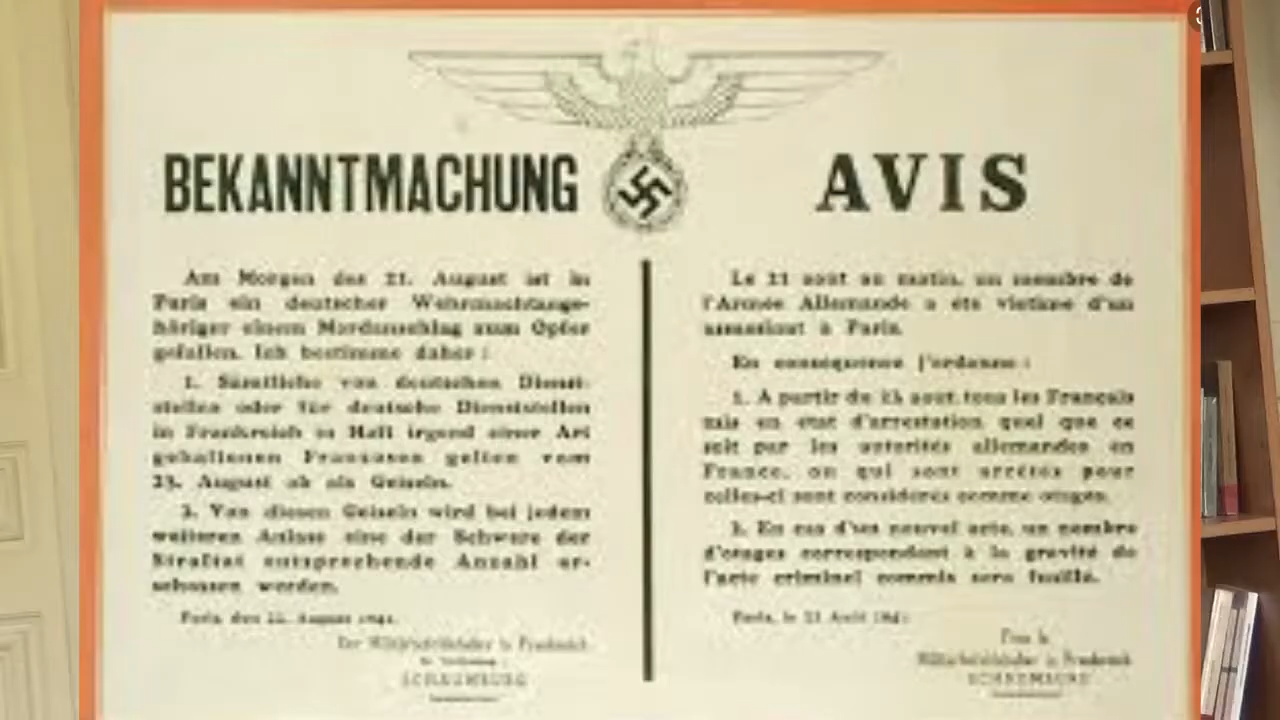 BEKANNTMACHUNG
Am Morgen des 21. August ist in
Paris ein deutscher Wehrmachtange-
höriger einem Mordanschlag zum Opfer
gefallen. Ich bestimme daher :
1. Sämtliche von deutschen Dienst-
stellen oder für deutsche Dienststellen
in Frankreich in Haft irgend einer Art
gehaltenen Franzosen gelten vom
23. August ab als Geiseln.
2. Von diesen Geiseln wird bei jedem
weiteren Anlass eine der Schwere der
Straftat entsprechende Anzahl er-
schossen werden.
Paris, den 22. August 1941.
Der Militärbefehlshaber in Frankreich
SCHAUMBURG
AVIS
Le 21 août au matin, un membre de
l'Armée Allemande a été victime d'un
assassinat à Paris.
En conséquence j'ordonne :
1. A partir du 23 août, tous les Français
mis en état d'arrestation quel que ce
soit par les autorités allemandes en
France, ou qui sont arrêtés pour
celles-ci sont considérés comme otages.
2. En cas d'un nouvel acte, un nombre
d'otages correspondant à la gravité de
l'acte criminel commis sera fusillé.
Paris, le 22 Août 1941.
Militärbefehlshaber in Frankreich
SCHAUMBURG